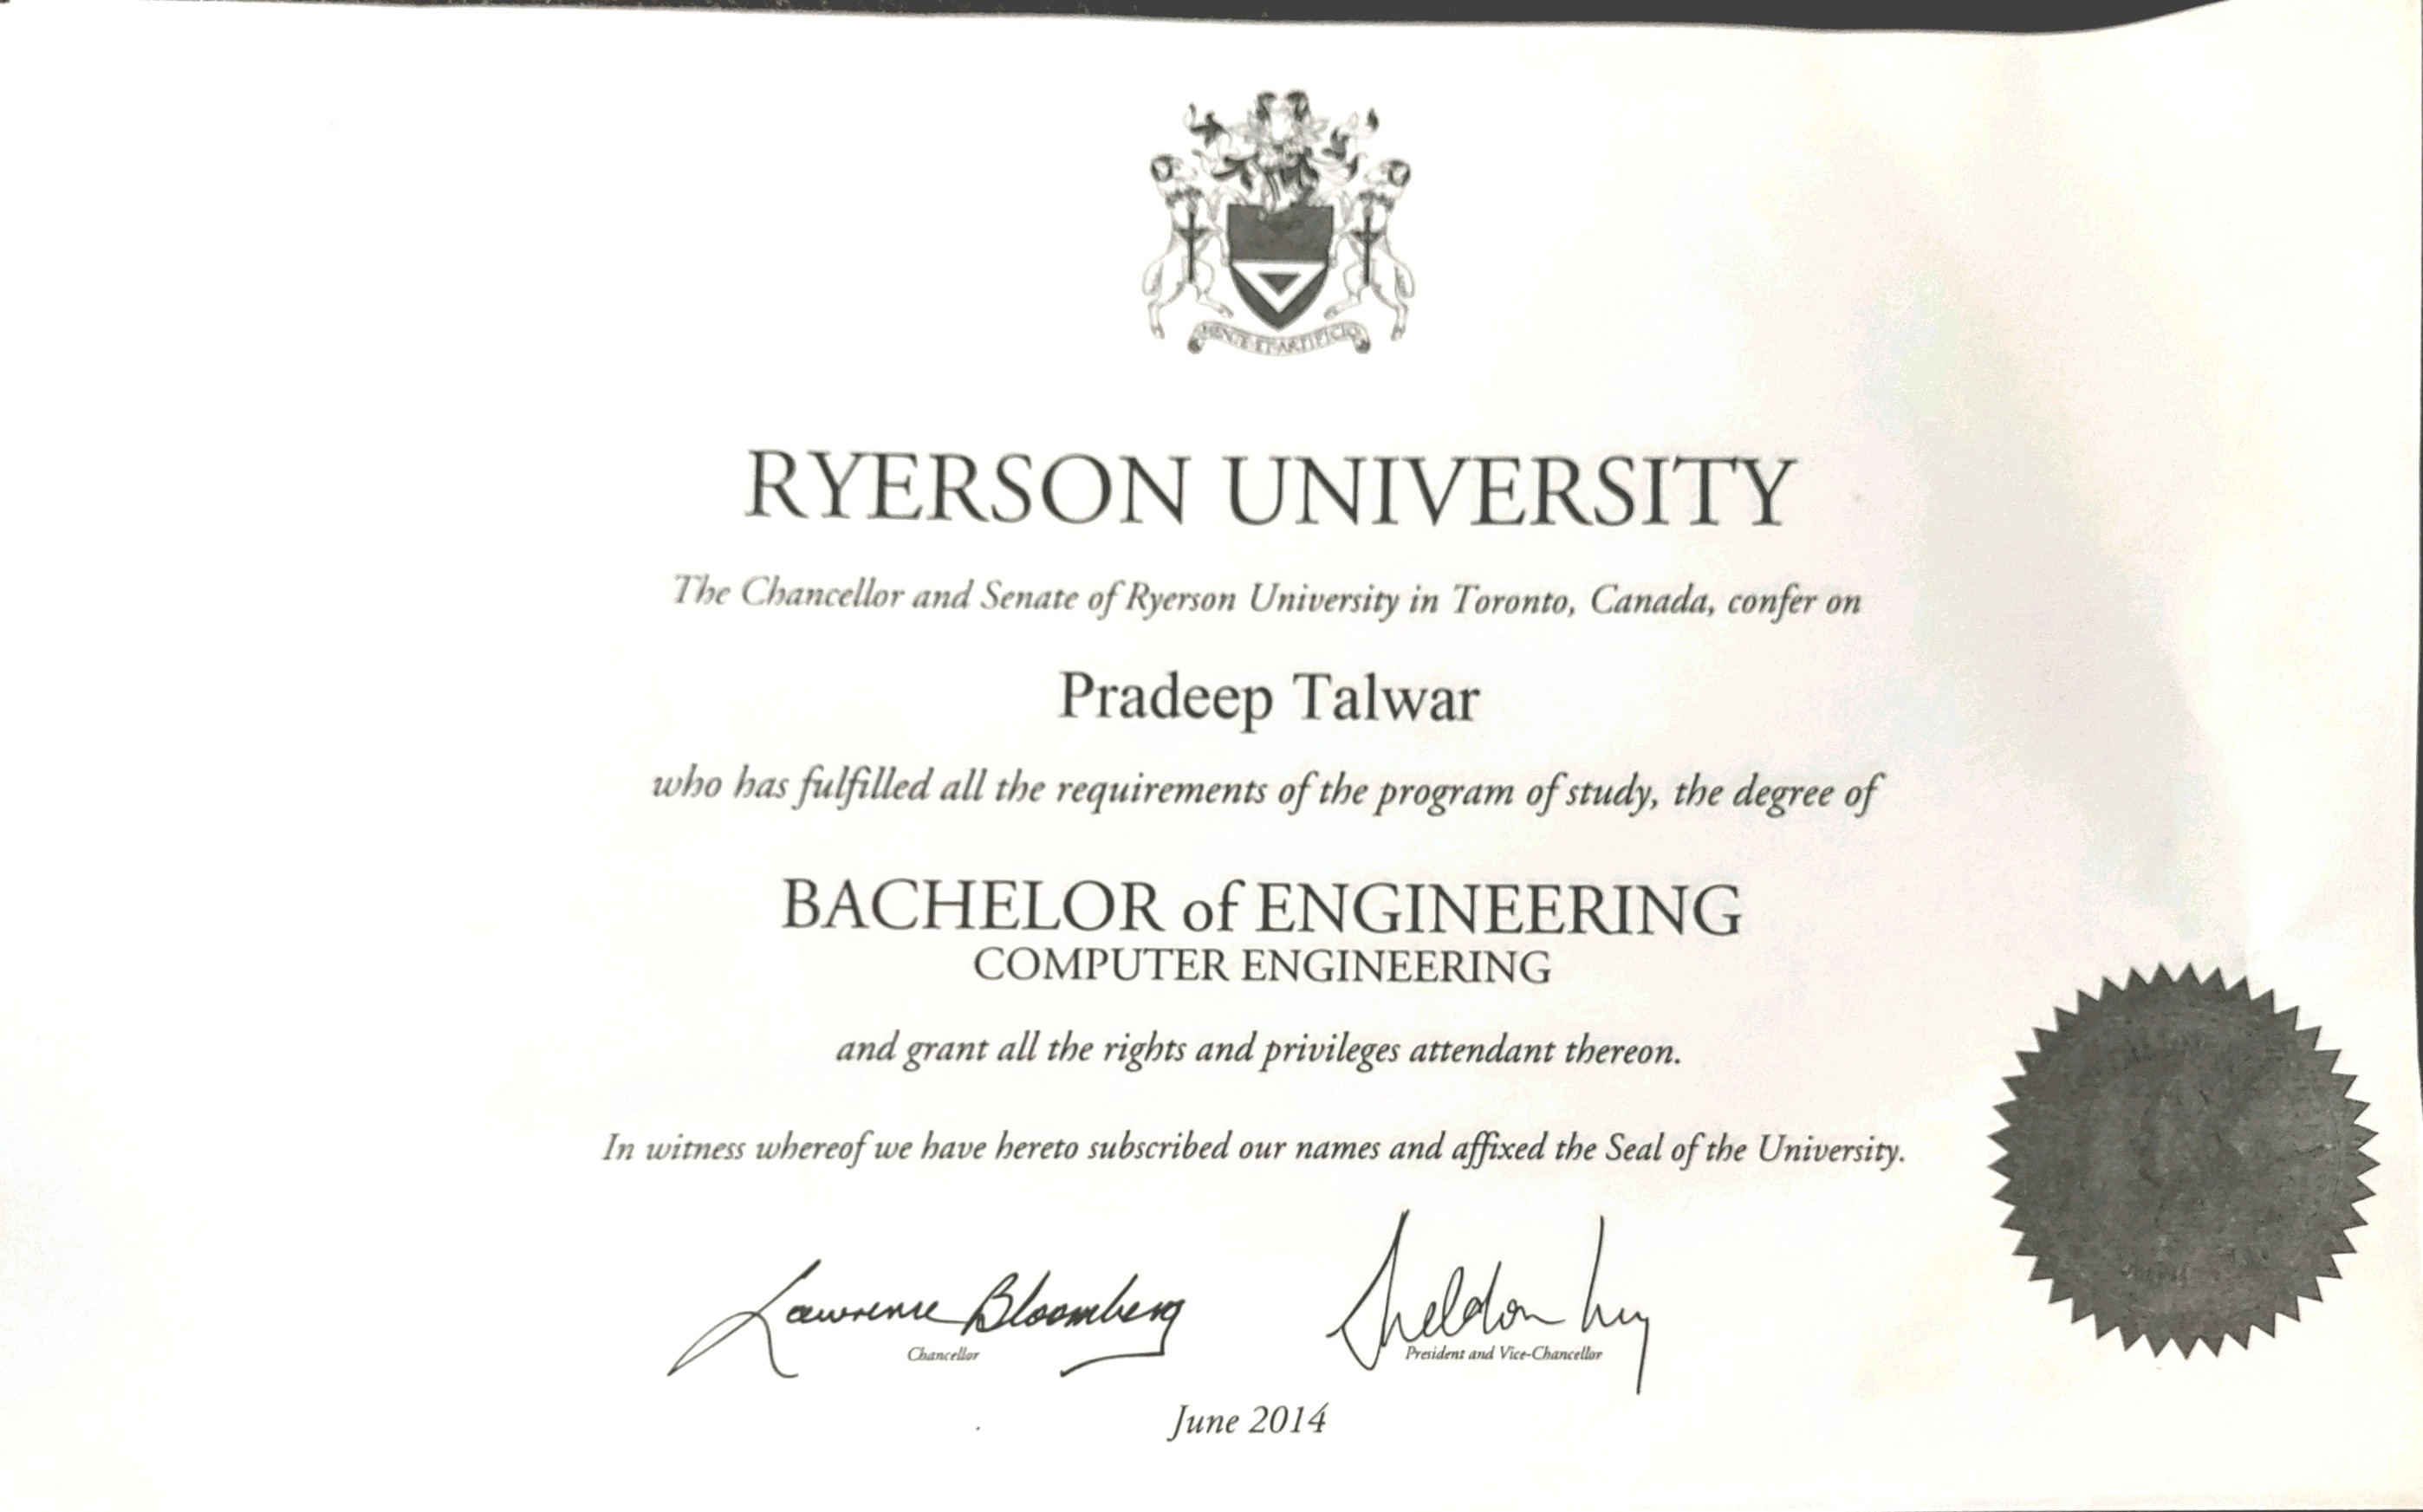 MENTE ET ARTIFICIO
RYERSON UNIVERSITY
The Chancellor and Senate of Ryerson University in Toronto, Canada, confer on
Pradeep Talwar
who has fulfilled all the requirements of the program of study, the degree of
BACHELOR of ENGINEERING
COMPUTER ENGINEERING
and grant all the rights and privileges attendant thereon.
In witness whereof we have hereto subscribed our names and affixed the Seal of the University.
Lawrence Bloomberg Sheldon Levy
Chancellor President and Vice-Chancellor
June 2014